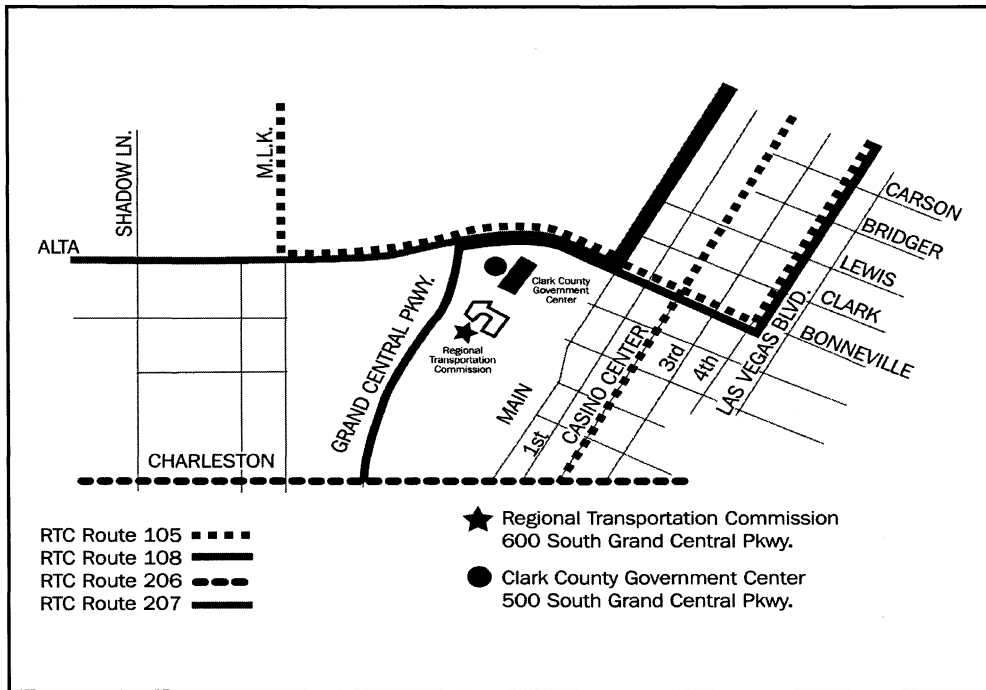 SHADOW LN.
M.L.K.
ALTA
GRAND CENTRAL PKWY.
Clark County
Government
Center
Regional
Transportation
Commission
CARSON
BRIDGER
LEWIS
CLARK
BONNEVILLE
LAS VEGAS BLVD.
4th
3rd
CASINO CENTER
1st
MAIN
CHARLESTON
RTC Route 105
RTC Route 108
RTC Route 206
RTC Route 207
Regional Transportation Commission
600 South Grand Central Pkwy.
Clark County Government Center
500 South Grand Central Pkwy.